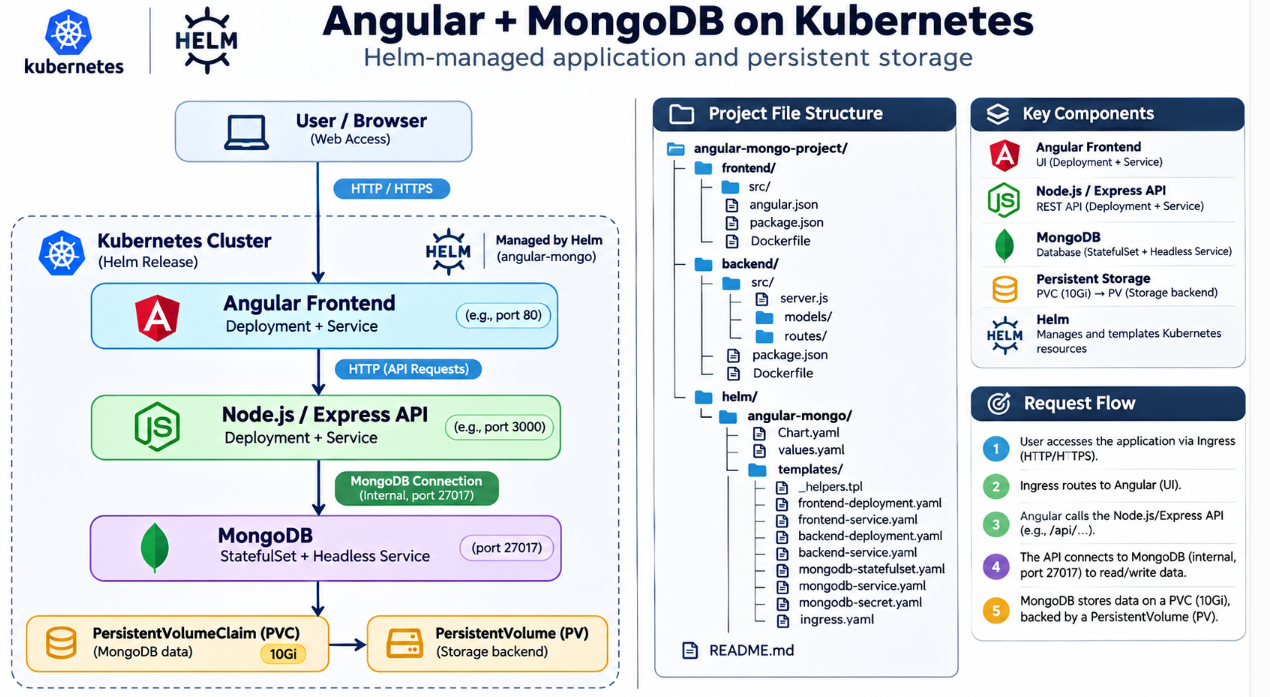 Angular + MongoDB on Kubernetes
Helm-managed application and persistent storage
kubernetes
HELM
User / Browser
(Web Access)
HTTP / HTTPS
Kubernetes Cluster
(Helm Release)
HELM
Managed by Helm
(angular-mongo)
Angular Frontend
Deployment + Service
(e.g., port 80)
HTTP (API Requests)
JS
Node.js / Express API
Deployment + Service
(e.g., port 3000)
MongoDB Connection
(Internal, port 27017)
MongoDB
StatefulSet + Headless Service
(port 27017)
PersistentVolumeClaim (PVC)
(MongoDB data)
10Gi
PersistentVolume (PV)
(Storage backend)
Project File Structure
angular-mongo-project/
frontend/
src/
angular.json
package.json
Dockerfile
backend/
src/
server.js
models/
routes/
package.json
Dockerfile
helm/
angular-mongo/
Chart.yaml
values.yaml
templates/
_helpers.tpl
frontend-deployment.yaml
frontend-service.yaml
backend-deployment.yaml
backend-service.yaml
mongodb-statefulset.yaml
mongodb-service.yaml
mongodb-secret.yaml
ingress.yaml
README.md
Key Components
A
Angular Frontend
UI (Deployment + Service)
JS
Node.js / Express API
REST API (Deployment + Service)
MongoDB
Database (StatefulSet + Headless Service)
Persistent Storage
PVC (10Gi) → PV (Storage backend)
HELM
Helm
Manages and templates Kubernetes
resources
Request Flow
1
User accesses the application via Ingress
(HTTP/HTTPS).
2
Ingress routes to Angular (UI).
3
Angular calls the Node.js/Express API
(e.g., /api/...).
4
The API connects to MongoDB (internal,
port 27017) to read/write data.
5
MongoDB stores data on a PVC (10Gi),
backed by a PersistentVolume (PV).